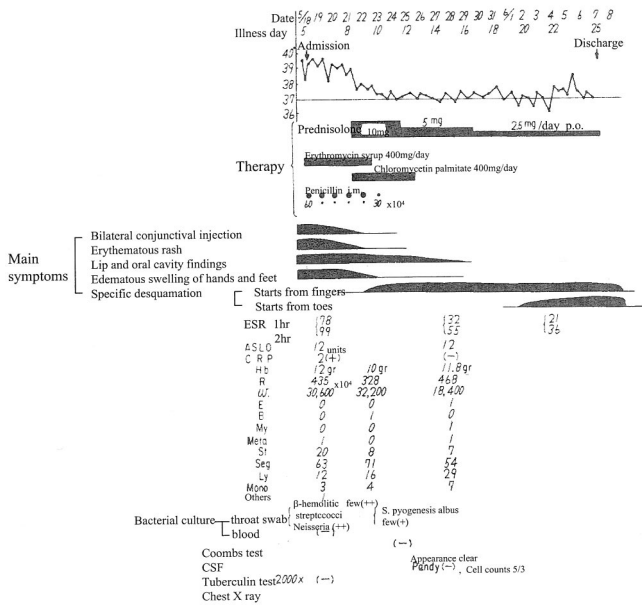 Date 5/18 19 20 21 22 23 24 25 26 27 28 29 30 31 6/1 2 3 4 5 6 7 8
Illness day 5 8 10 12 14 16 18 20 22 25
Admission Discharge
40
39
38
37
36
Therapy
Prednisolone 10mg 5 mg 2.5 mg/day p.o.
Erythromycin syrup 400mg/day
Chloromycetin palmitate 400mg/day
Penicillin i.m.
60 " " " " 30 x10⁴
Main symptoms
Bilateral conjunctival injection
Erythematous rash
Lip and oral cavity findings
Edematous swelling of hands and feet
Specific desquamation Starts from fingers
Starts from toes
ESR 1hr 78 32 21
2hr 99 55 36
ASLO 12 units 12
CRP 2(+) (-)
Hb 12gr 10gr 11.8gr
R 435 x10⁴ 328 468
W. 30,600 32,200 18,400
E 0 0 1
B 0 1 0
My 0 0 1
Meta 1 0 1
St 20 8 7
Seg 63 71 54
Ly 12 16 29
Mono 3 4 7
Others 1
Bacterial culture throat swab β-hemolitic few(++)
streptcocci
Neisseria (++)
S. pyogenesis albus
few(+)
blood (-) (-)
Coombs test (-)
CSF Appearance clear
Pandy (-), Cell counts 5/3
Tuberculin test 2000x (-)
Chest X ray